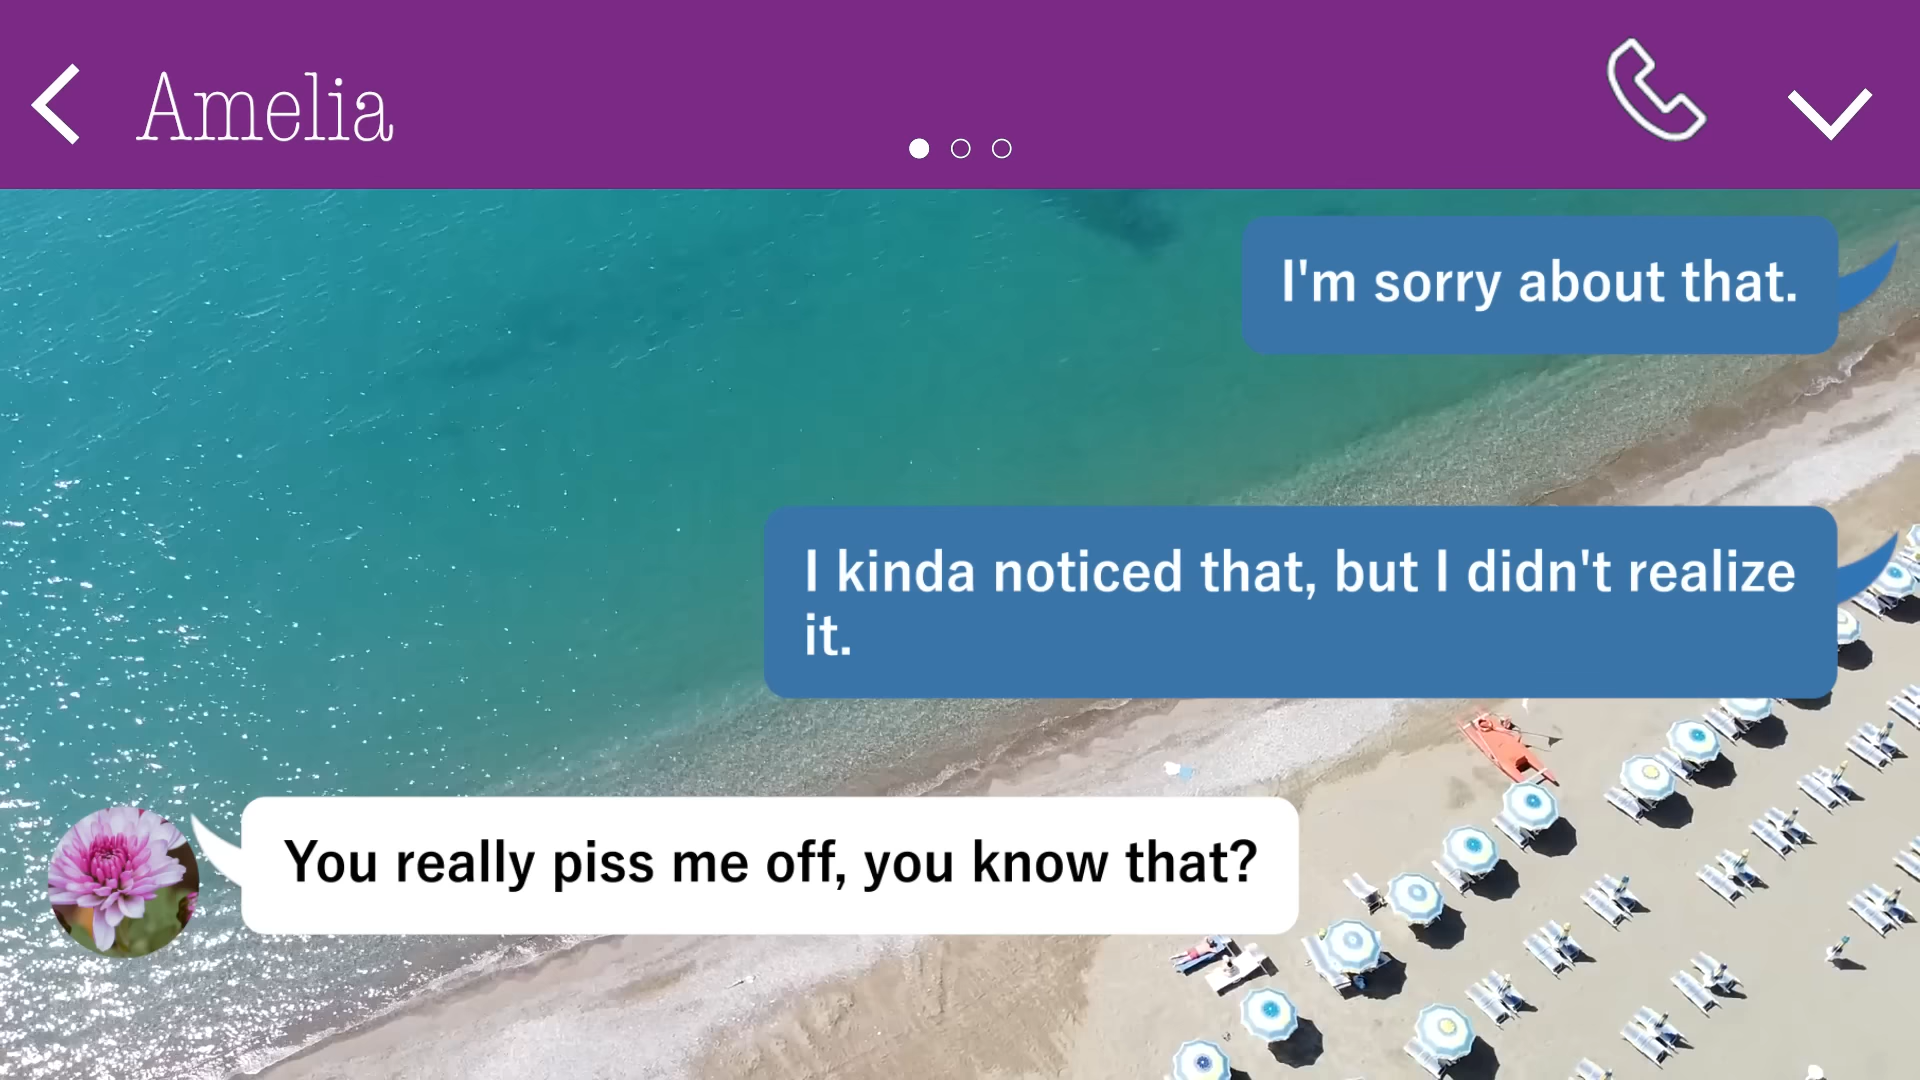 Amelia
I'm sorry about that.
I kinda noticed that, but I didn't realize
it.
You really piss me off, you know that?